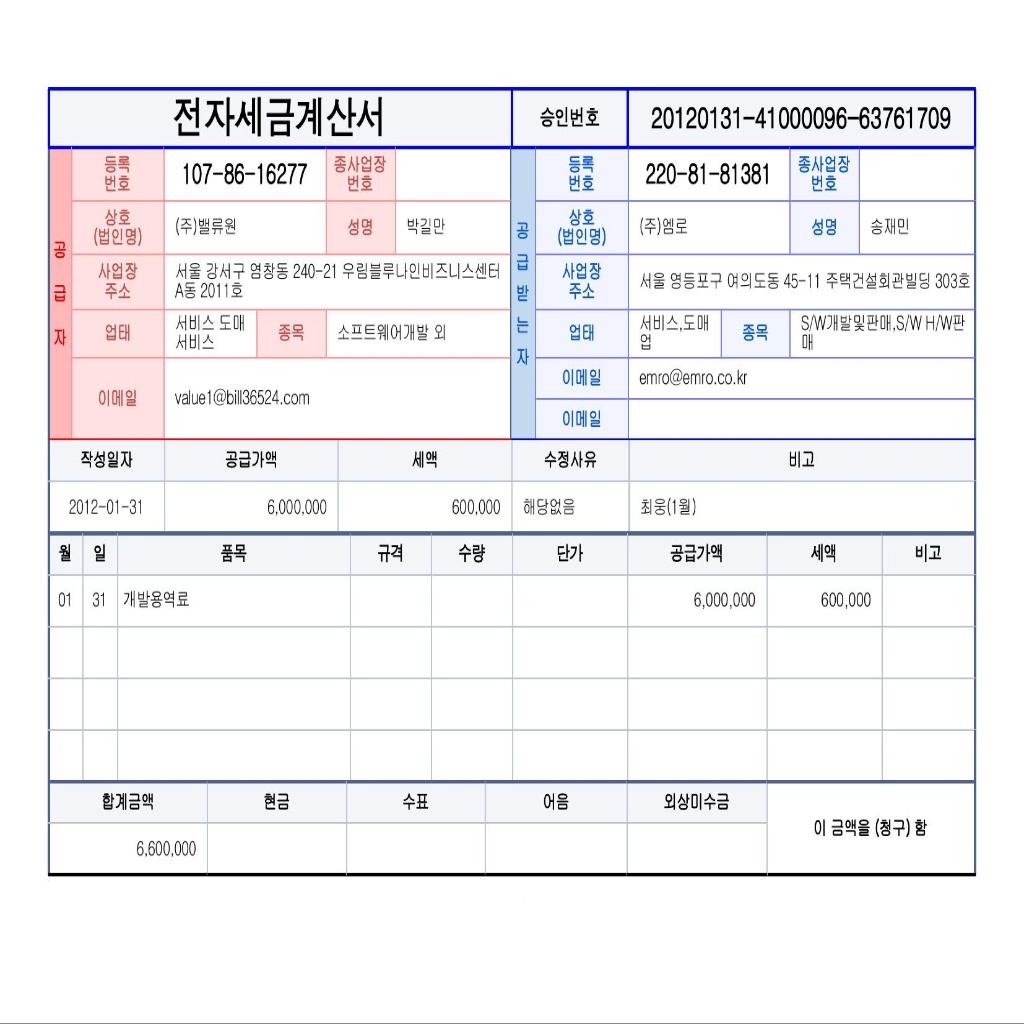 전자세금계산서 승인번호 20120131-41000096-63761709
공급자
등록번호 107-86-16277 종사업장번호
상호(법인명) (주)밸류원 성명 박길만
사업장주소 서울 강서구 염창동 240-21 우림블루나인비즈니스센터
A동 2011호
업태 서비스 도매 서비스 종목 소프트웨어개발 외
이메일 value1@bill36524.com
공급받는자
등록번호 220-81-81381 종사업장번호
상호(법인명) (주)엠로 성명 송재민
사업장주소 서울 영등포구 여의도동 45-11 주택건설회관빌딩 303호
업태 서비스,도매업 종목 S/W개발및판매,S/W H/W판매
이메일 emro@emro.co.kr
이메일
작성일자 공급가액 세액 수정사유 비고
2012-01-31 6,000,000 600,000 해당없음 최웅(1월)
월 일 품목 규격 수량 단가 공급가액 세액 비고
01 31 개발용역료 6,000,000 600,000
합계금액 현금 수표 어음 외상미수금 이 금액을 (청구) 함
6,600,000